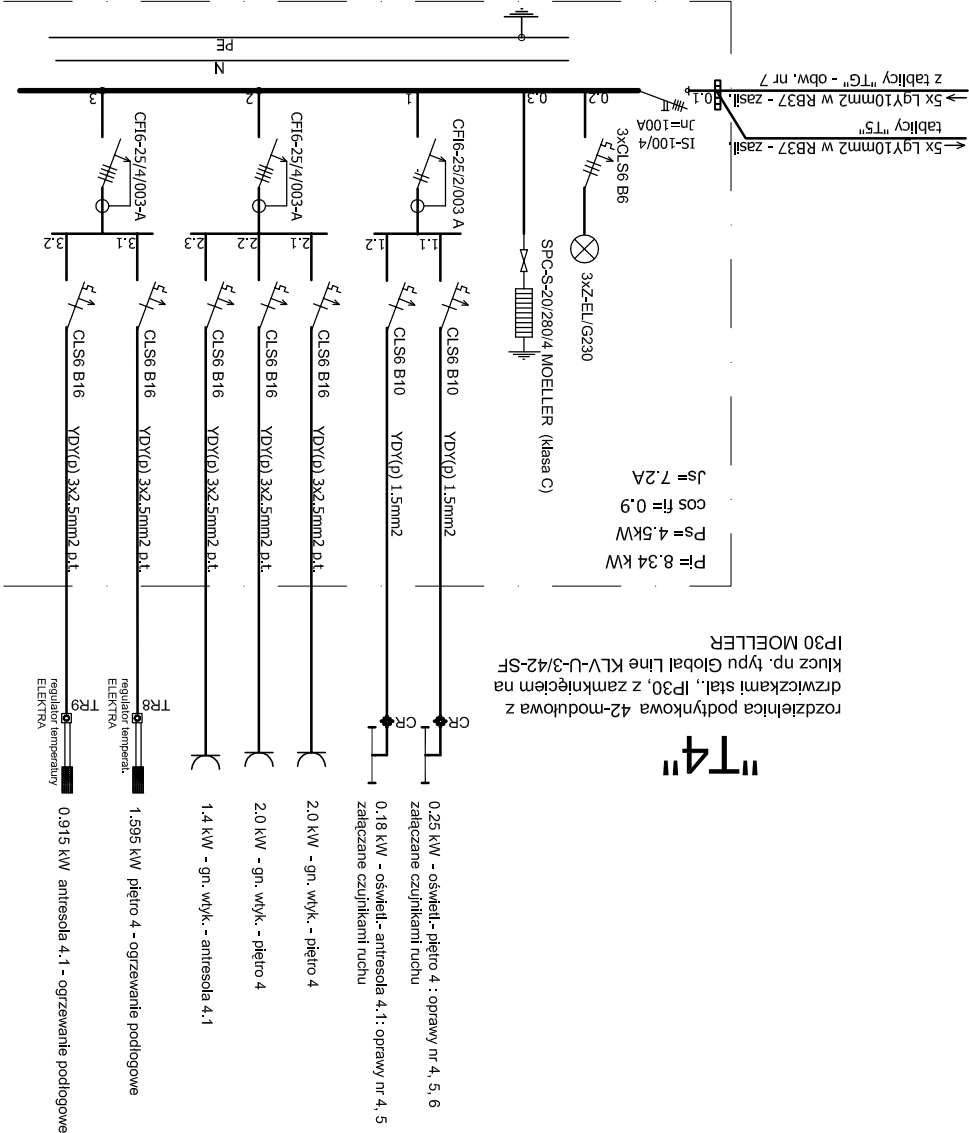 "T4"
rozdzielnica podtynkowa 42-modułowa z
drzwiczkami stal., IP30, z zamknięciem na
klucz np. typu Global Line KLV-U-3/42-SF
IP30 MOELLER
Pi= 8.34 kW
Ps= 4.5kW
cos fi= 0.9
Js= 7.2A
5x LgY10mm2 w RB37 - zasil.
tablicy "T5"
5x LgY10mm2 w RB37 - zasil.
z tablicy "TG" - obw. nr 7
0.1
IS-100/4
Jn=100A
0.2
3xCLS6 B6
3xZ-EL/G230
0.3
SPC-S-20/280/4 MOELLER (klasa C)
N
PE
1
CFI6-25/2/003 A
1.1
CLS6 B10
YDY(p) 1.5mm2
CR
0.25 kW - oświetl.- piętro 4 : oprawy nr 4, 5, 6
załączane czujnikami ruchu
1.2
CLS6 B10
YDY(p) 1.5mm2
CR
0.18 kW - oświetl.- antresola 4.1: oprawy nr 4, 5
załączane czujnikami ruchu
2
CFI6-25/4/003-A
2.1
CLS6 B16
YDY(p) 3x2.5mm2 p.t.
2.0 kW - gn. wtyk. - piętro 4
2.2
CLS6 B16
YDY(p) 3x2.5mm2 p.t.
2.0 kW - gn. wtyk. - piętro 4
2.3
CLS6 B16
YDY(p) 3x2.5mm2 p.t.
1.4 kW - gn. wtyk. - antresola 4.1
3
CFI6-25/4/003-A
3.1
CLS6 B16
YDY(p) 3x2.5mm2 p.t.
TR8
regulator temperat.
ELEKTRA
1.595 kW piętro 4 - ogrzewanie podłogowe
3.2
CLS6 B16
YDY(p) 3x2.5mm2 p.t.
TR9
regulator temperatury
ELEKTRA
0.915 kW antresola 4.1 - ogrzewanie podłogowe